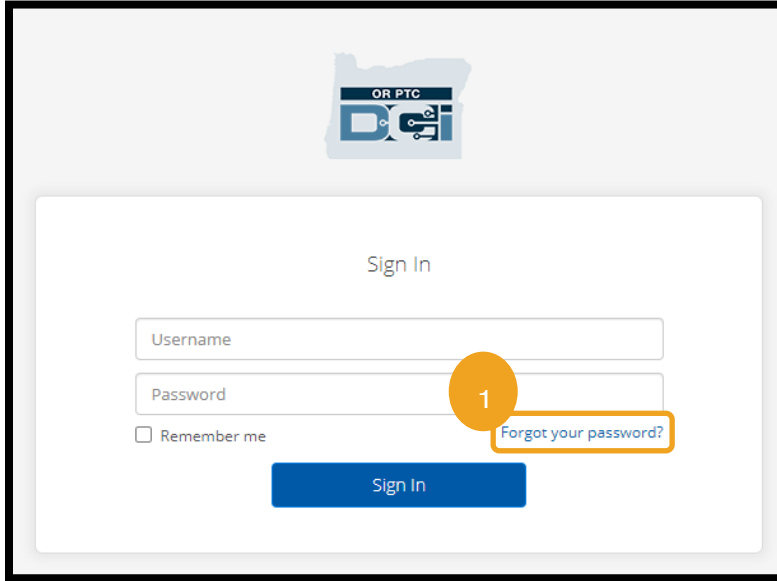 OR PTC
DCi
Sign In
Username
Password
1
Remember me
Forgot your password?
Sign In